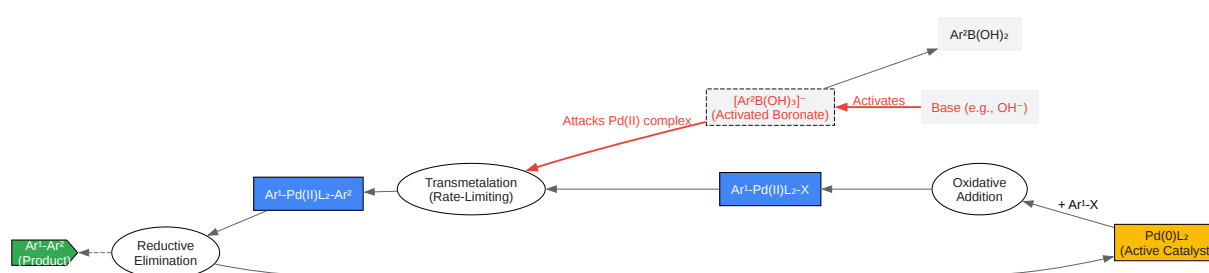 Ar²B(OH)₂
[Ar²B(OH)₃]⁻
(Activated Boronate)
Activates
Base (e.g., OH⁻)
Attacks Pd(II) complex
Ar¹-Pd(II)L₂-Ar²
Transmetalation
(Rate-Limiting)
Ar¹-Pd(II)L₂-X
Oxidative
Addition
+ Ar¹-X
Ar¹-Ar²
(Product)
Reductive
Elimination
Pd(0)L₂
(Active Catalyst